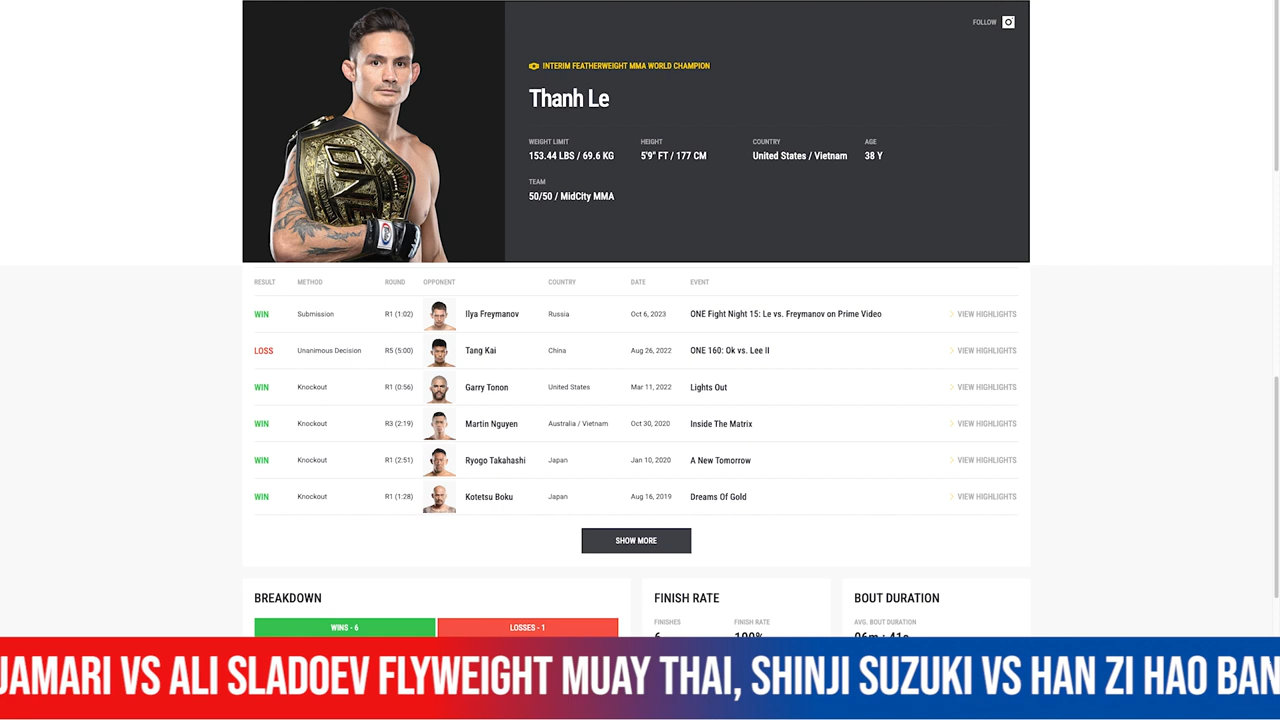 FOLLOW
INTERIM FEATHERWEIGHT MMA WORLD CHAMPION
Thanh Le
WEIGHT LIMIT HEIGHT COUNTRY AGE
153.44 LBS / 69.6 KG 5'9" FT / 177 CM United States / Vietnam 38 Y
TEAM
50/50 / MidCity MMA
RESULT METHOD ROUND OPPONENT COUNTRY DATE EVENT
WIN Submission R1 (1:02) Ilya Freymanov Russia Oct 6, 2023 ONE Fight Night 15: Le vs. Freymanov on Prime Video VIEW HIGHLIGHTS
LOSS Unanimous Decision R5 (5:00) Tang Kai China Aug 26, 2022 ONE 160: Ok vs. Lee II VIEW HIGHLIGHTS
WIN Knockout R1 (0:56) Garry Tonon United States Mar 11, 2022 Lights Out VIEW HIGHLIGHTS
WIN Knockout R3 (2:19) Martin Nguyen Australia / Vietnam Oct 30, 2020 Inside The Matrix VIEW HIGHLIGHTS
WIN Knockout R1 (2:51) Ryogo Takahashi Japan Jan 10, 2020 A New Tomorrow VIEW HIGHLIGHTS
WIN Knockout R1 (1:28) Kotetsu Boku Japan Aug 16, 2019 Dreams Of Gold VIEW HIGHLIGHTS
SHOW MORE
BREAKDOWN FINISH RATE BOUT DURATION
FINISHES FINISH RATE AVG. BOUT DURATION
WINS - 6 LOSSES - 1
6 100% 06m : 41s
JAMARI VS ALI SLADOEV FLYWEIGHT MUAY THAI, SHINJI SUZUKI VS HAN ZI HAO BAN